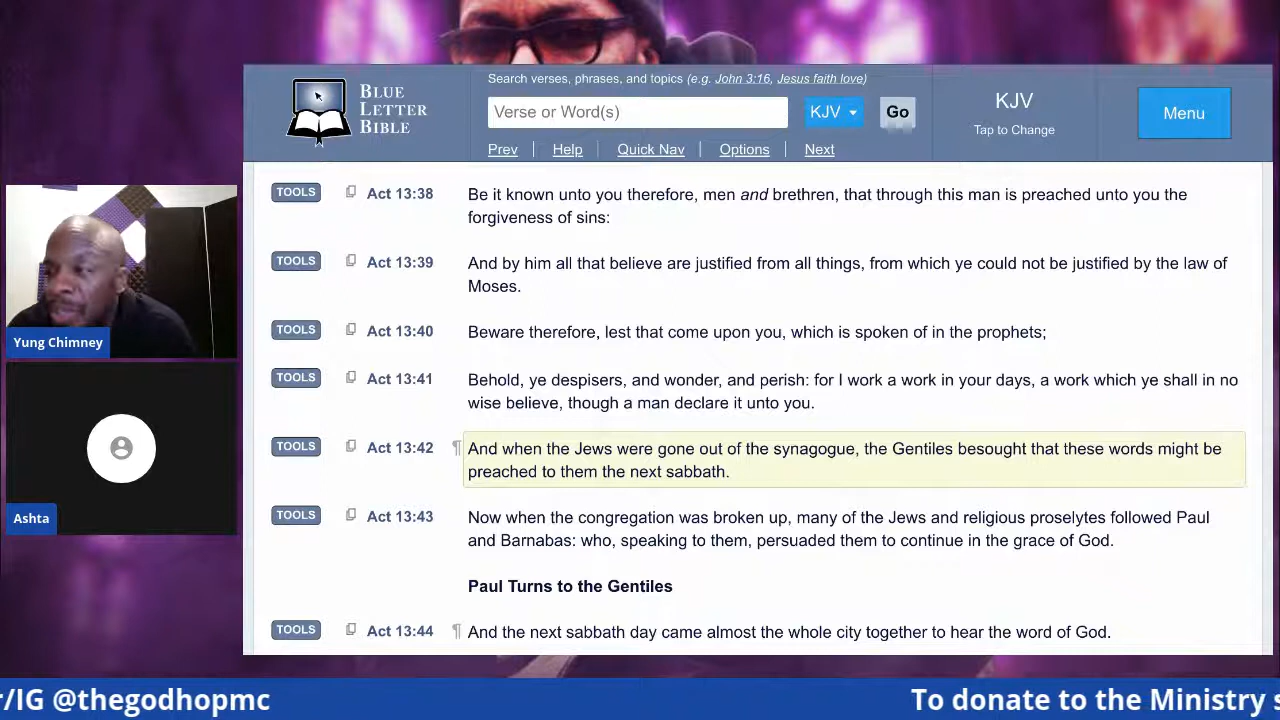 BLUE
LETTER
BIBLE
Search verses, phrases, and topics (e.g. John 3:16, Jesus faith love)
Verse or Word(s)
KJV
Go
Prev
Help
Quick Nav
Options
Next
KJV
Tap to Change
Menu
TOOLS Act 13:38 Be it known unto you therefore, men and brethren, that through this man is preached unto you the
forgiveness of sins:
TOOLS Act 13:39 And by him all that believe are justified from all things, from which ye could not be justified by the law of
Moses.
TOOLS Act 13:40 Beware therefore, lest that come upon you, which is spoken of in the prophets;
TOOLS Act 13:41 Behold, ye despisers, and wonder, and perish: for I work a work in your days, a work which ye shall in no
wise believe, though a man declare it unto you.
TOOLS Act 13:42 ¶ And when the Jews were gone out of the synagogue, the Gentiles besought that these words might be
preached to them the next sabbath.
TOOLS Act 13:43 Now when the congregation was broken up, many of the Jews and religious proselytes followed Paul
and Barnabas: who, speaking to them, persuaded them to continue in the grace of God.
Paul Turns to the Gentiles
TOOLS Act 13:44 ¶ And the next sabbath day came almost the whole city together to hear the word of God.
Yung Chimney
Ashta
r/IG @thegodhopmc
To donate to the Ministry s